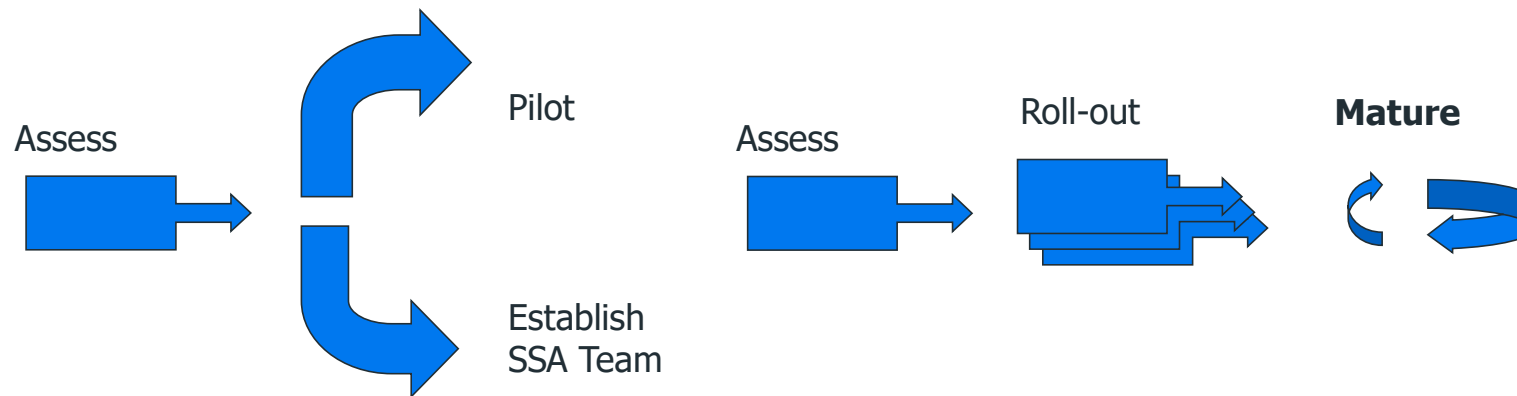 Assess
Pilot
Establish
SSA Team
Assess
Roll-out
Mature